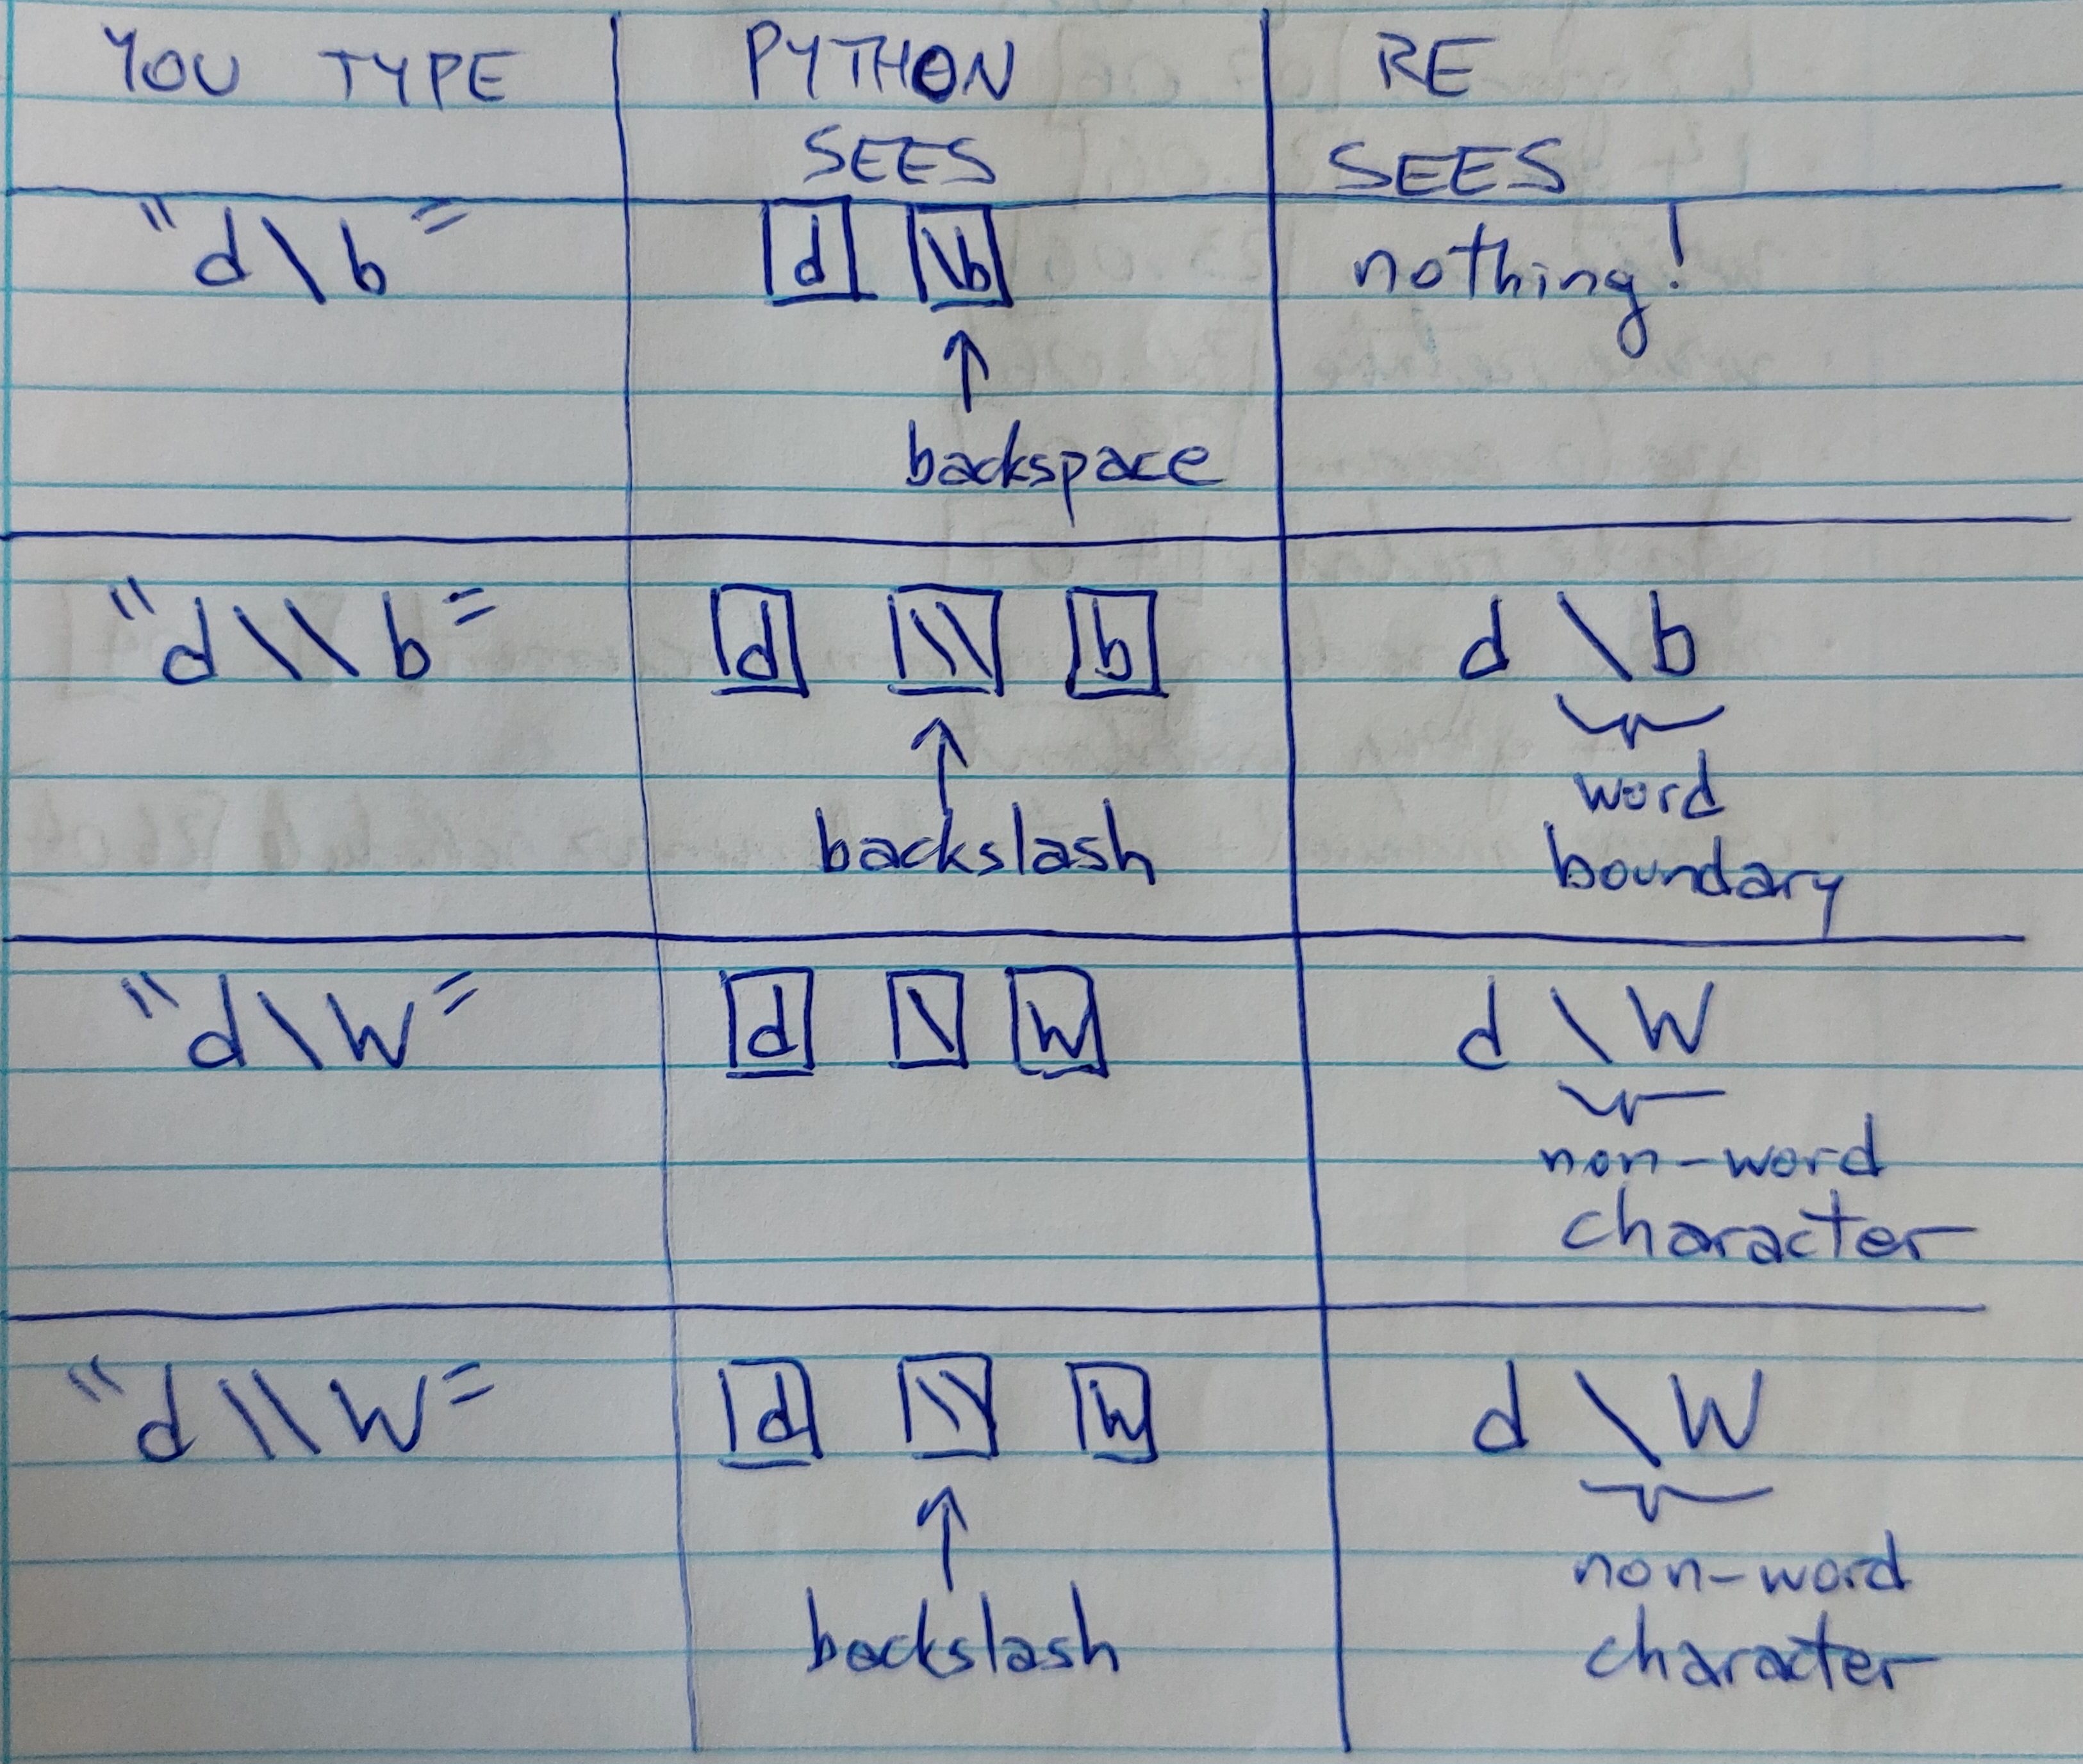 YOU TYPE PYTHON RE
SEES SEES
"d\b" d \b nothing!
↑
backspace
"d\\b" d \\ b d \b
↑ word
backslash boundary
"d\W" d \ W d \W
non-word
character
"d\\W" d \\ W d \W
↑ non-word
backslash character